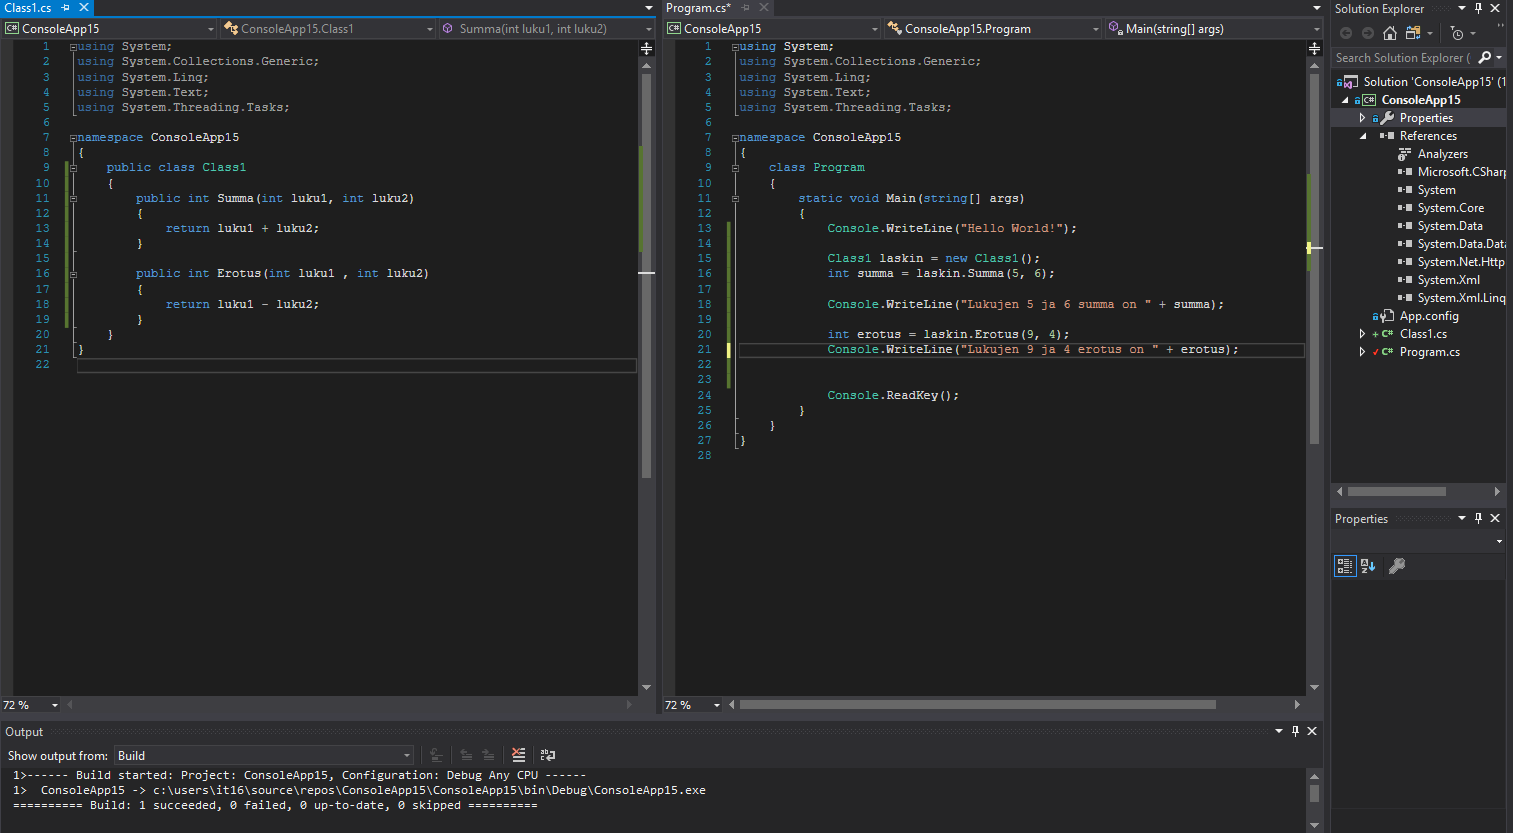 Class1.cs
ConsoleApp15
ConsoleApp15.Class1
Summa(int luku1, int luku2)
1 using System;
2 using System.Collections.Generic;
3 using System.Linq;
4 using System.Text;
5 using System.Threading.Tasks;
6
7 namespace ConsoleApp15
8 {
9 public class Class1
10 {
11 public int Summa(int luku1, int luku2)
12 {
13 return luku1 + luku2;
14 }
15
16 public int Erotus(int luku1 , int luku2)
17 {
18 return luku1 - luku2;
19 }
20 }
21 }
22
72 %
Program.cs*
ConsoleApp15
ConsoleApp15.Program
Main(string[] args)
1 using System;
2 using System.Collections.Generic;
3 using System.Linq;
4 using System.Text;
5 using System.Threading.Tasks;
6
7 namespace ConsoleApp15
8 {
9 class Program
10 {
11 static void Main(string[] args)
12 {
13 Console.WriteLine("Hello World!");
14
15 Class1 laskin = new Class1();
16 int summa = laskin.Summa(5, 6);
17
18 Console.WriteLine("Lukujen 5 ja 6 summa on " + summa);
19
20 int erotus = laskin.Erotus(9, 4);
21 Console.WriteLine("Lukujen 9 ja 4 erotus on " + erotus);
22
23
24 Console.ReadKey();
25 }
26 }
27 }
28
72 %
Solution Explorer
Search Solution Explorer (
Solution 'ConsoleApp15' (1
C# ConsoleApp15
Properties
References
Analyzers
Microsoft.CSharp
System
System.Core
System.Data
System.Data.Data
System.Net.Http
System.Xml
System.Xml.Linq
App.config
C# Class1.cs
C# Program.cs
Properties
Output
Show output from: Build
1>------ Build started: Project: ConsoleApp15, Configuration: Debug Any CPU ------
1> ConsoleApp15 -> c:\users\it16\source\repos\ConsoleApp15\ConsoleApp15\bin\Debug\ConsoleApp15.exe
========== Build: 1 succeeded, 0 failed, 0 up-to-date, 0 skipped ==========